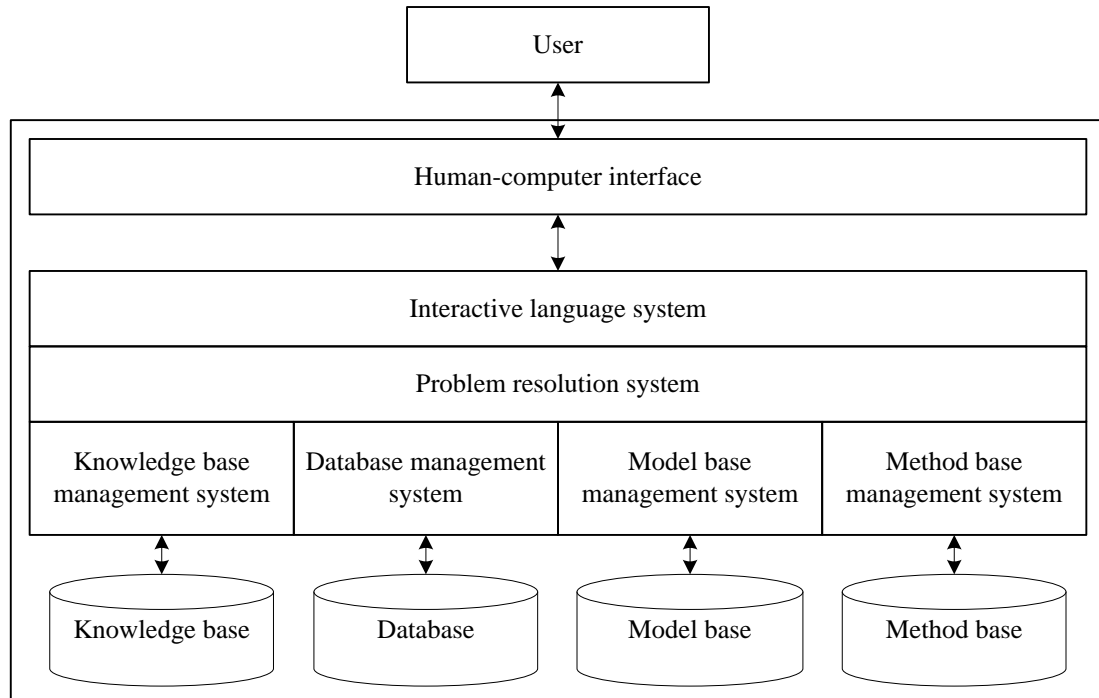 User
Human-computer interface
Interactive language system
Problem resolution system
Knowledge base
management system
Database management
system
Model base
management system
Method base
management system
Knowledge base
Database
Model base
Method base